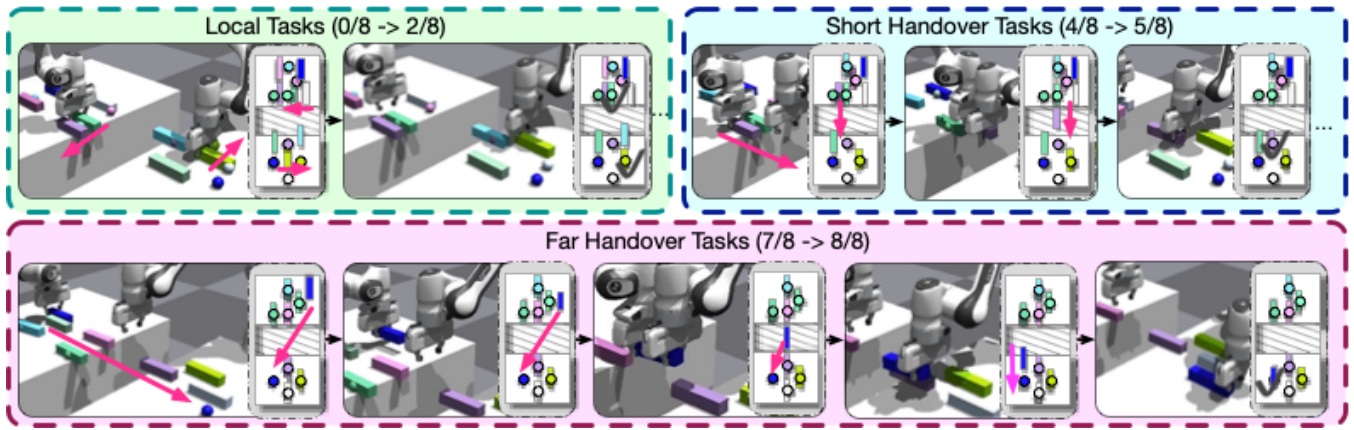 Local Tasks (0/8 -> 2/8)
Short Handover Tasks (4/8 -> 5/8)
...
...
Far Handover Tasks (7/8 -> 8/8)